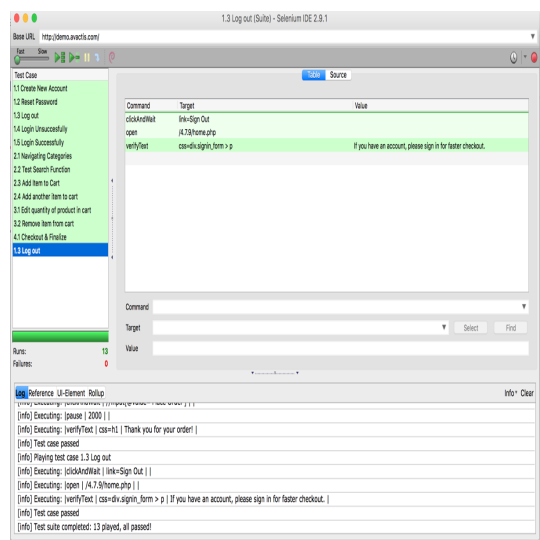 1.3 Log out (Suite) - Selenium IDE 2.9.1
Base URL http://demo.avactis.com/
Fast Slow
Table Source
Test Case
1.1 Create New Account
1.2 Reset Password
1.3 Log out
1.4 Login Unsuccesfully
1.5 Login Successfully
2.1 Navigating Categories
2.2 Test Search Function
2.3 Add Item to Cart
2.4 Add another item to cart
3.1 Edit quantity of product in cart
3.2 Remove item from cart
4.1 Checkout & Finalize
1.3 Log out
Runs: 13
Failures: 0
Command Target Value
clickAndWait link=Sign Out
open /4.7.9/home.php
verifyText css=div.signin_form > p If you have an account, please sign in for faster checkout.
Command
Target Select Find
Value
Log Reference UI-Element Rollup Info Clear
[info] Executing: |clickAndWait | //input[@value='Place Order'] | |
[info] Executing: |pause | 2000 | |
[info] Executing: |verifyText | css=h1 | Thank you for your order! |
[info] Test case passed
[info] Playing test case 1.3 Log out
[info] Executing: |clickAndWait | link=Sign Out | |
[info] Executing: |open | /4.7.9/home.php | |
[info] Executing: |verifyText | css=div.signin_form > p | If you have an account, please sign in for faster checkout. |
[info] Test case passed
[info] Test suite completed: 13 played, all passed!